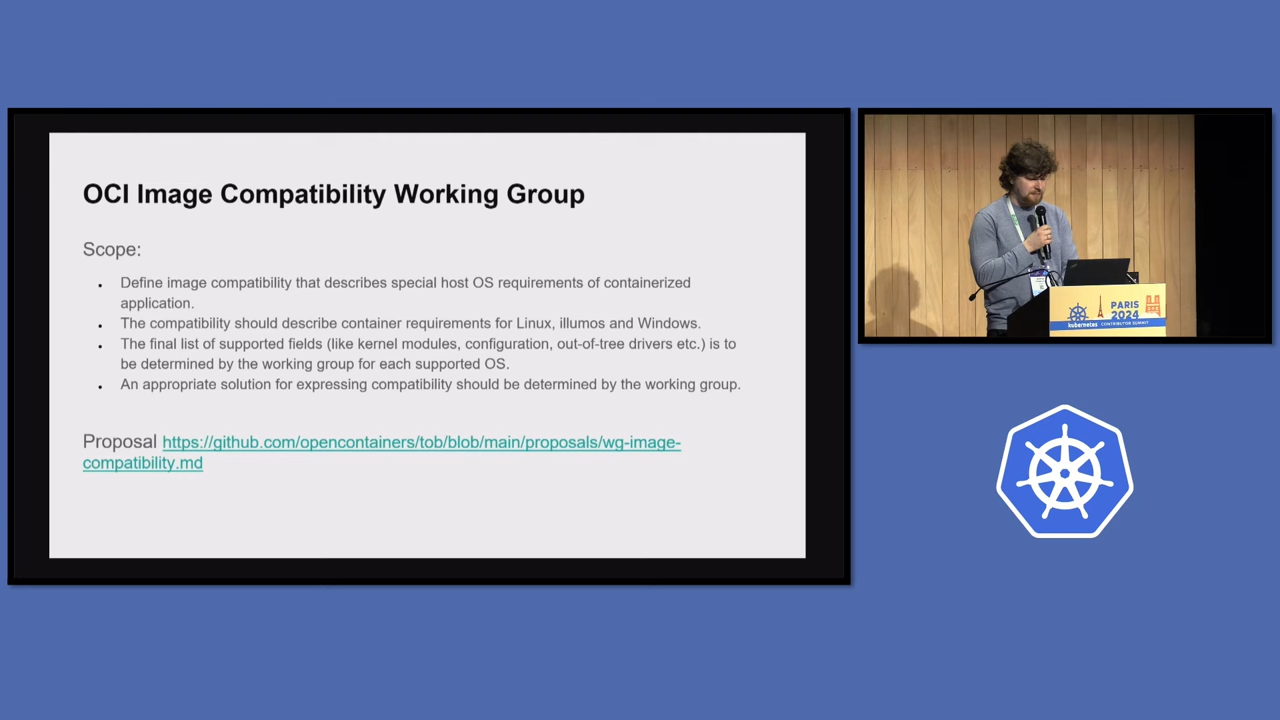 OCI Image Compatibility Working Group
Scope:
Define image compatibility that describes special host OS requirements of containerized
application.
The compatibility should describe container requirements for Linux, illumos and Windows.
The final list of supported fields (like kernel modules, configuration, out-of-tree drivers etc.) is to
be determined by the working group for each supported OS.
An appropriate solution for expressing compatibility should be determined by the working group.
Proposal https://github.com/opencontainers/tob/blob/main/proposals/wg-image-
compatibility.md
PARIS
2024
kubernetes CONTRIBUTOR SUMMIT